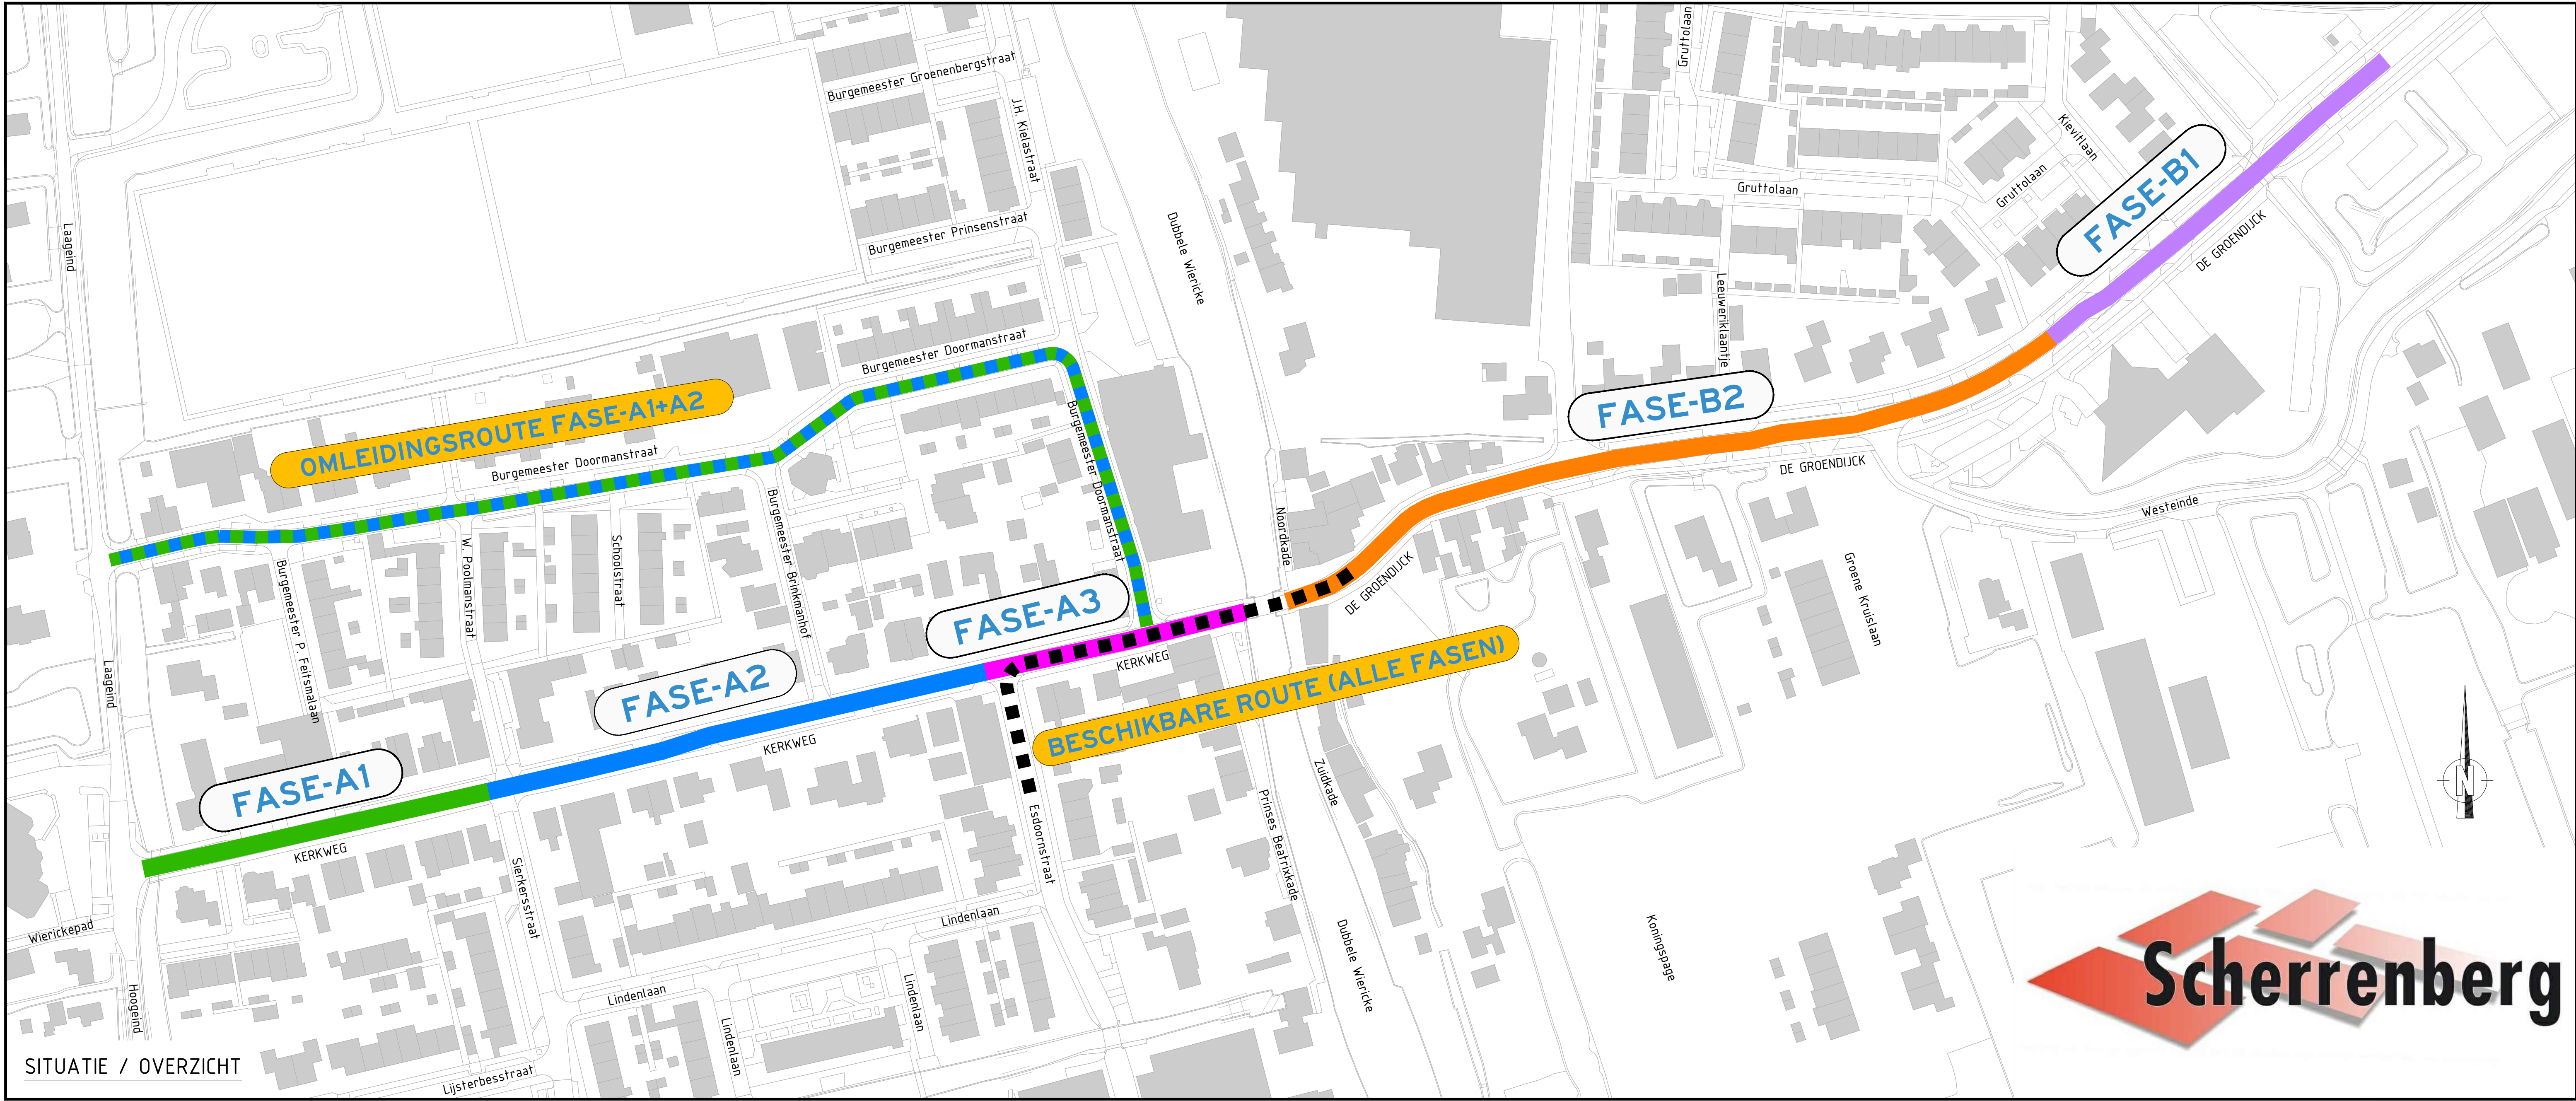 Burgemeester Groenenbergstraat
J.H. Kielastraat
Burgemeester Prinsenstraat
Dubbele Wiericke
Gruttolaan
Gruttolaan
Gruttolaan
Kievitlaan
FASE-B1
DE GROENDIJCK
Laageind
Burgemeester Doormanstraat
Leeuweriklaantje
OMLEIDINGSROUTE FASE-A1+A2
Burgemeester Doormanstraat
Burgemeester Doormanstraat
FASE-B2
DE GROENDIJCK
Westeinde
Burgemeester P. Feitsmalaan
W. Poolmanstraat
Schoolstraat
Burgemeester Brinkmanhof
Noordkade
DE GROENDIJCK
Groene Kruislaan
FASE-A3
KERKWEG
BESCHIKBARE ROUTE (ALLE FASEN)
FASE-A2
KERKWEG
Laageind
FASE-A1
KERKWEG
Sierkersstraat
Esdoornstraat
Prinses Beatrixkade
Zuidkade
Dubbele Wiericke
Koningspage
N
Wierickepad
Hoogeind
Lindenlaan
Lindenlaan
Lindenlaan
Lindenlaan
Lijsterbesstraat
SITUATIE / OVERZICHT
Scherrenberg